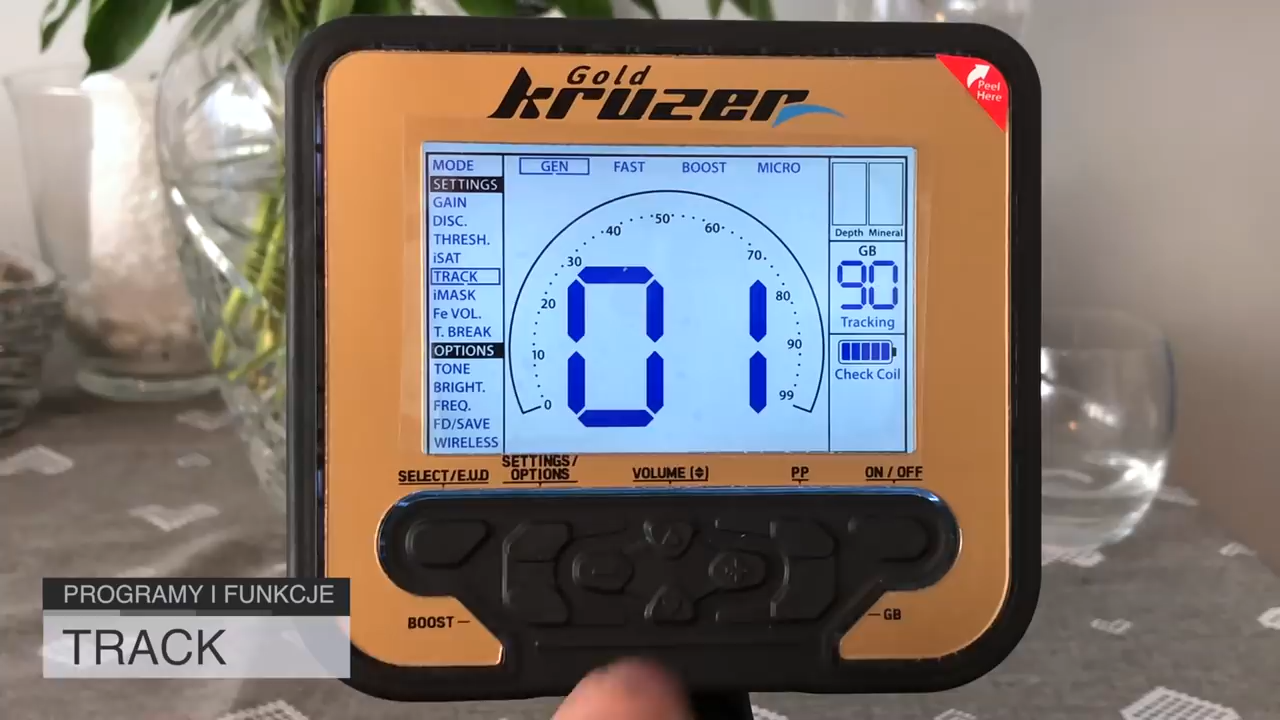 Gold
kruzer
Peel
Here
MODE
SETTINGS
GAIN
DISC.
THRESH.
iSAT
TRACK
iMASK
Fe VOL.
T. BREAK
OPTIONS
TONE
BRIGHT.
FREQ.
FD/SAVE
WIRELESS
GEN FAST BOOST MICRO
0 10 20 30 40 50 60 70 80 90 99
01
Depth Mineral
GB
90
Tracking
Check Coil
SELECT/E.U.D
SETTINGS/
OPTIONS
VOLUME
PP
ON / OFF
BOOST
GB
PROGRAMY I FUNKCJE
TRACK